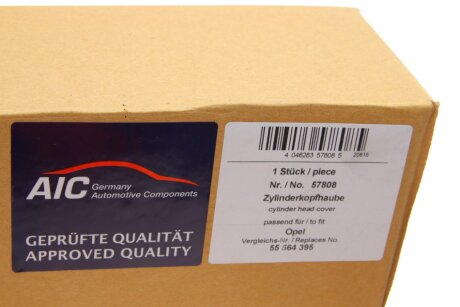 AIC Germany
Automotive Components
GEPRÜFTE QUALITÄT
APPROVED QUALITY
4 046263 57808 5 20815
1 Stück / piece
Nr. / No. 57808
Zylinderkopfhaube
cylinder head cover
passend für / to fit
Opel
Vergleichs-Nr. / Replaces No.
55 564 395